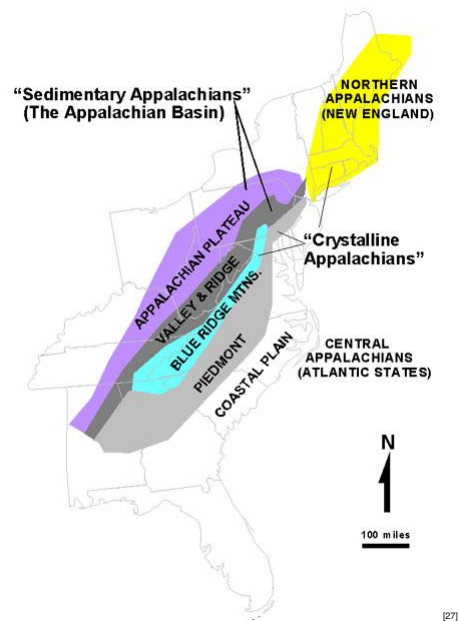 NORTHERN
APPALACHIANS
(NEW ENGLAND)
“Sedimentary Appalachians”
(The Appalachian Basin)
APPALACHIAN PLATEAU
VALLEY & RIDGE
BLUE RIDGE MTNS.
PIEDMONT
COASTAL PLAIN
“Crystalline
Appalachians”
CENTRAL
APPALACHIANS
(ATLANTIC STATES)
N
100 miles
[27]